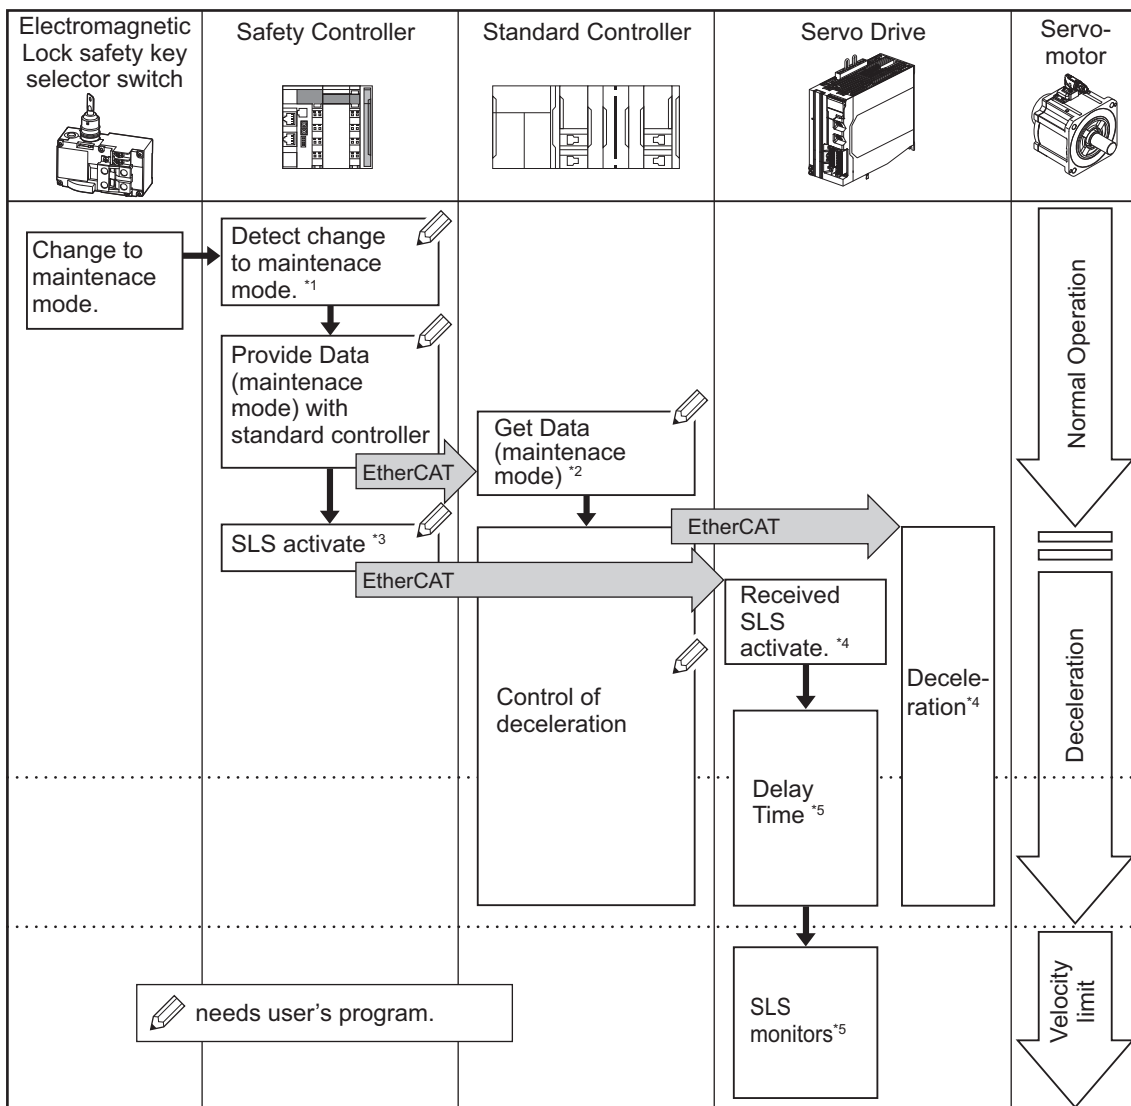 Electromagnetic
Lock safety key
selector switch
Safety Controller
Standard Controller
Servo Drive
Servo-
motor
Change to
maintenace
mode.
Detect change
to maintenace
mode. *1
Provide Data
(maintenace
mode) with
standard controller
EtherCAT
Get Data
(maintenace
mode) *2
SLS activate *3
EtherCAT
EtherCAT
Received
SLS
activate. *4
Control of
deceleration
Decele-
ration*4
Delay
Time *5
SLS
monitors*5
Normal Operation
Deceleration
Velocity
limit
needs user's program.